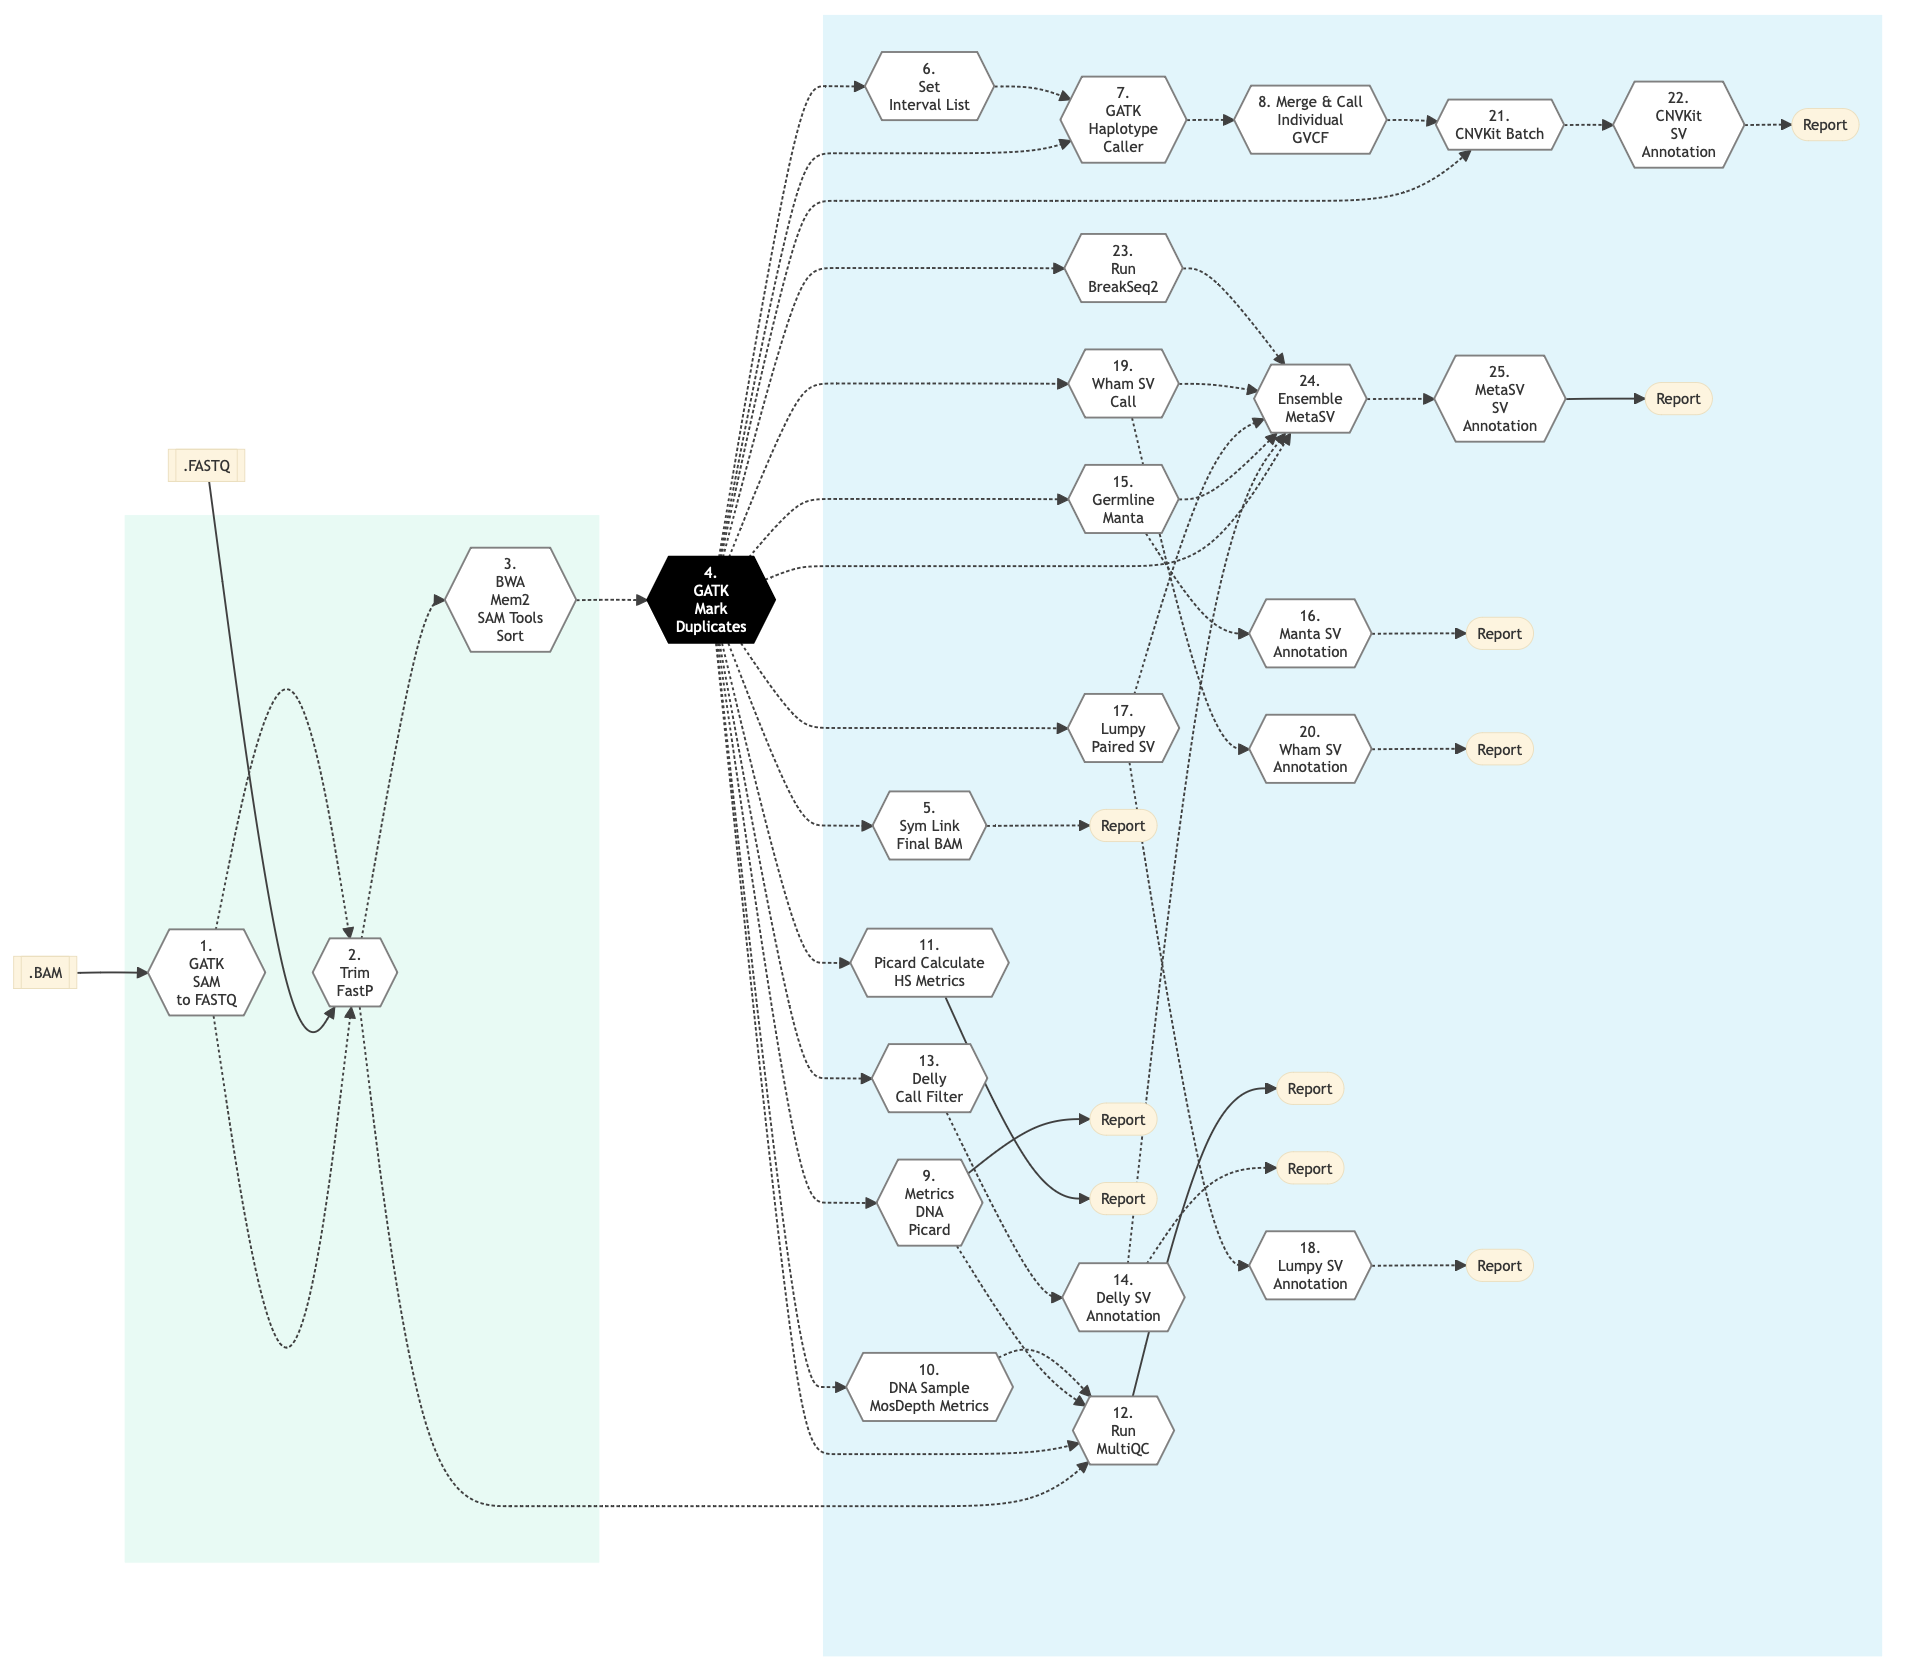 6.
Set
Interval List
7.
GATK
Haplotype
Caller
8. Merge & Call
Individual
GVCF
21.
CNVKit Batch
22.
CNVKit
SV
Annotation
Report
23.
Run
BreakSeq2
19.
Wham SV
Call
24.
Ensemble
MetaSV
25.
MetaSV
SV
Annotation
Report
.FASTQ
15.
Germline
Manta
3.
BWA
Mem2
SAM Tools
Sort
4.
GATK
Mark
Duplicates
16.
Manta SV
Annotation
Report
17.
Lumpy
Paired SV
20.
Wham SV
Annotation
Report
5.
Sym Link
Final BAM
Report
.BAM
1.
GATK
SAM
to FASTQ
2.
Trim
FastP
11.
Picard Calculate
HS Metrics
13.
Delly
Call Filter
Report
Report
9.
Metrics
DNA
Picard
Report
Report
14.
Delly SV
Annotation
18.
Lumpy SV
Annotation
Report
10.
DNA Sample
MosDepth Metrics
12.
Run
MultiQC